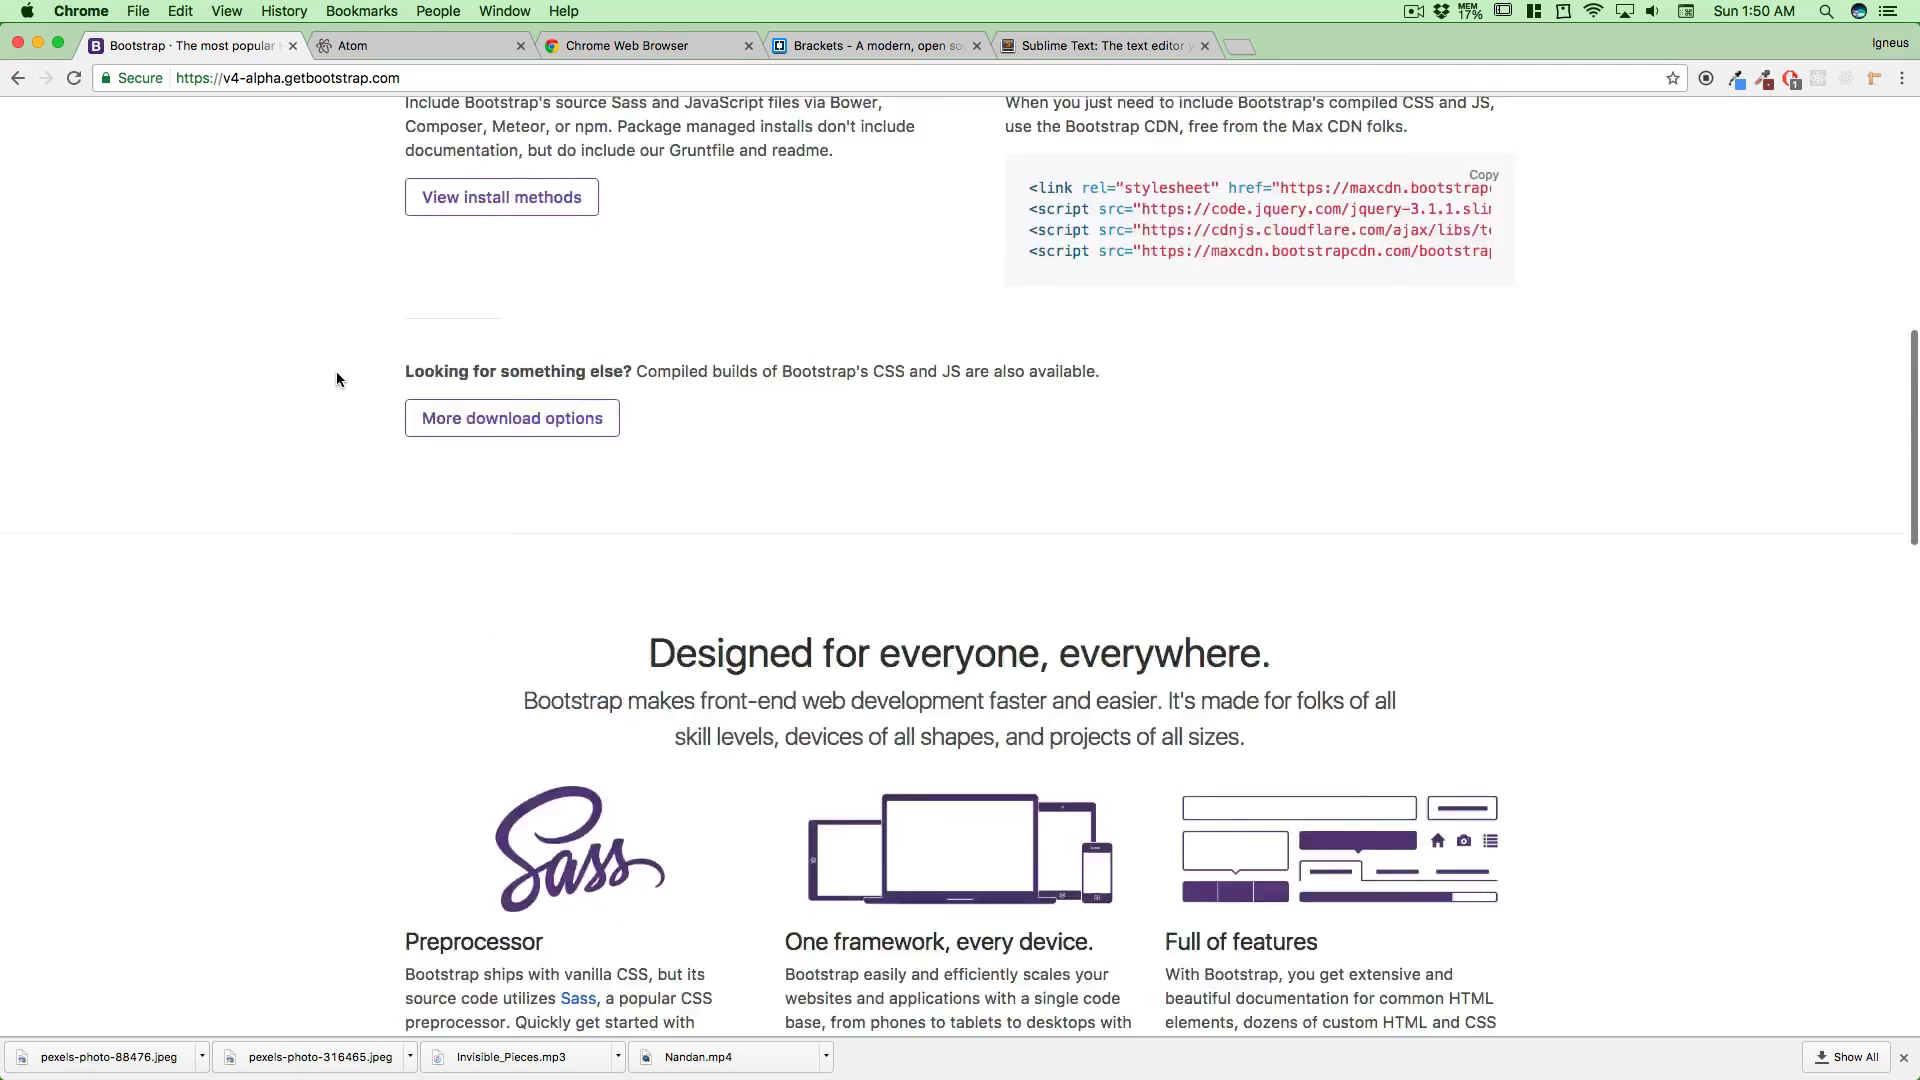 Chrome File Edit View History Bookmarks People Window Help MEM 17% Sun 1:50 AM
Bootstrap · The most popular Atom Chrome Web Browser Brackets - A modern, open so Sublime Text: The text editor y Igneus
Secure https://v4-alpha.getbootstrap.com 1
Include Bootstrap's source Sass and JavaScript files via Bower,
Composer, Meteor, or npm. Package managed installs don't include
documentation, but do include our Gruntfile and readme.
View install methods
When you just need to include Bootstrap's compiled CSS and JS,
use the Bootstrap CDN, free from the Max CDN folks.
Copy
<link rel="stylesheet" href="https://maxcdn.bootstrap
<script src="https://code.jquery.com/jquery-3.1.1.sli
<script src="https://cdnjs.cloudflare.com/ajax/libs/t
<script src="https://maxcdn.bootstrapcdn.com/bootstra
Looking for something else? Compiled builds of Bootstrap's CSS and JS are also available.
More download options
Designed for everyone, everywhere.
Bootstrap makes front-end web development faster and easier. It's made for folks of all
skill levels, devices of all shapes, and projects of all sizes.
Sass
Preprocessor
Bootstrap ships with vanilla CSS, but its
source code utilizes Sass, a popular CSS
preprocessor. Quickly get started with
One framework, every device.
Bootstrap easily and efficiently scales your
websites and applications with a single code
base, from phones to tablets to desktops with
Full of features
With Bootstrap, you get extensive and
beautiful documentation for common HTML
elements, dozens of custom HTML and CSS
pexels-photo-88476.jpeg pexels-photo-316465.jpeg Invisible_Pieces.mp3 Nandan.mp4 Show All